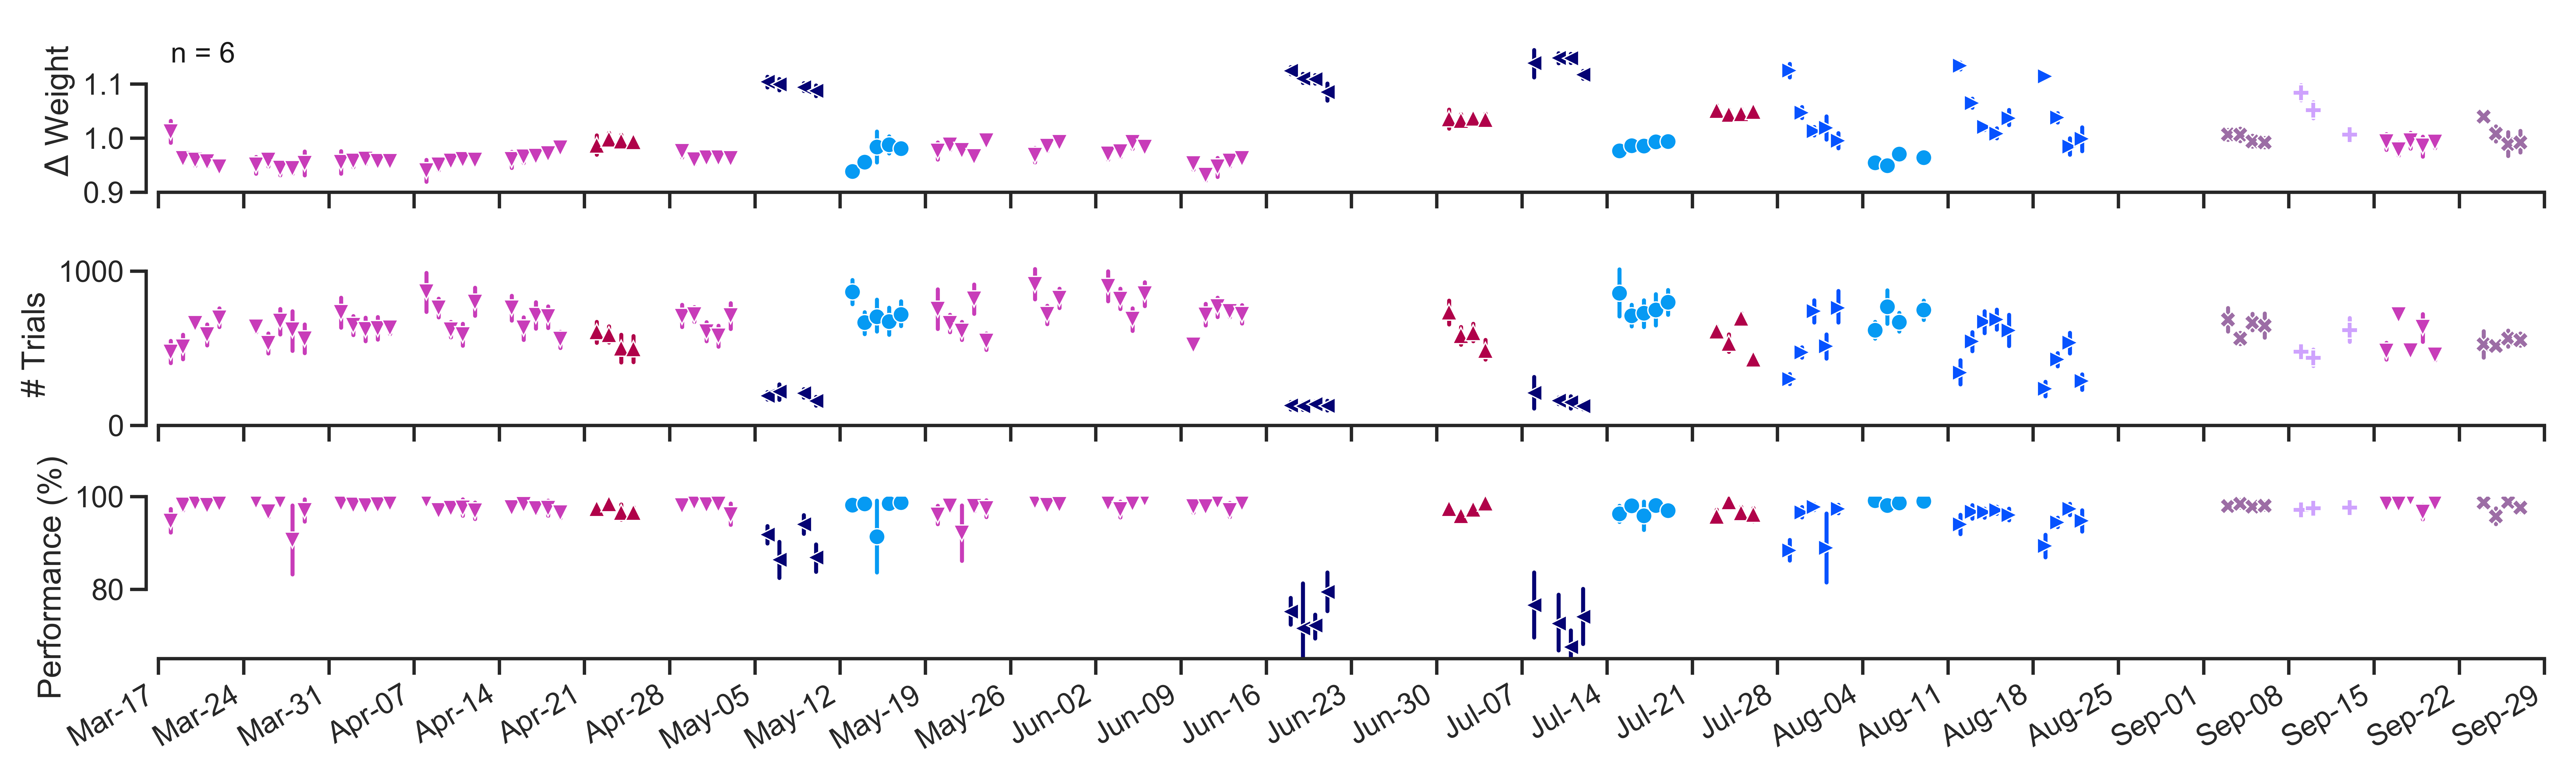 n = 6
Δ Weight
1.1
1.0
0.9
# Trials
1000
0
Performance (%)
100
80
Mar-17
Mar-24
Mar-31
Apr-07
Apr-14
Apr-21
Apr-28
May-05
May-12
May-19
May-26
Jun-02
Jun-09
Jun-16
Jun-23
Jun-30
Jul-07
Jul-14
Jul-21
Jul-28
Aug-04
Aug-11
Aug-18
Aug-25
Sep-01
Sep-08
Sep-15
Sep-22
Sep-29